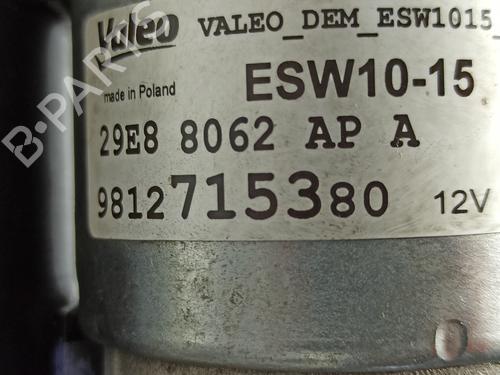 Valeo VALEO_DEM_ESW1015_
made in Poland ESW10-15
29E8 8062 AP A
9812715380 12V
B-PARTS